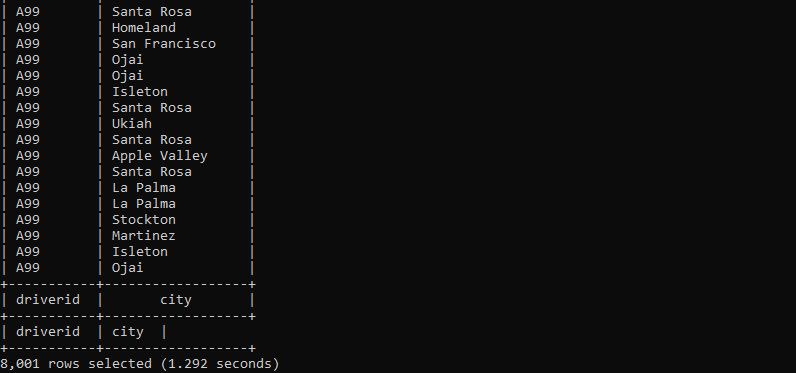 | A99       | Santa Rosa       |
| A99       | Homeland         |
| A99       | San Francisco    |
| A99       | Ojai             |
| A99       | Ojai             |
| A99       | Isleton          |
| A99       | Santa Rosa       |
| A99       | Ukiah            |
| A99       | Santa Rosa       |
| A99       | Apple Valley     |
| A99       | Santa Rosa       |
| A99       | La Palma         |
| A99       | La Palma         |
| A99       | Stockton         |
| A99       | Martinez         |
| A99       | Isleton          |
| A99       | Ojai             |
+-----------+------------------+
| driverid  |       city       |
+-----------+------------------+
| driverid  | city  |
+-----------+------------------+
8,001 rows selected (1.292 seconds)